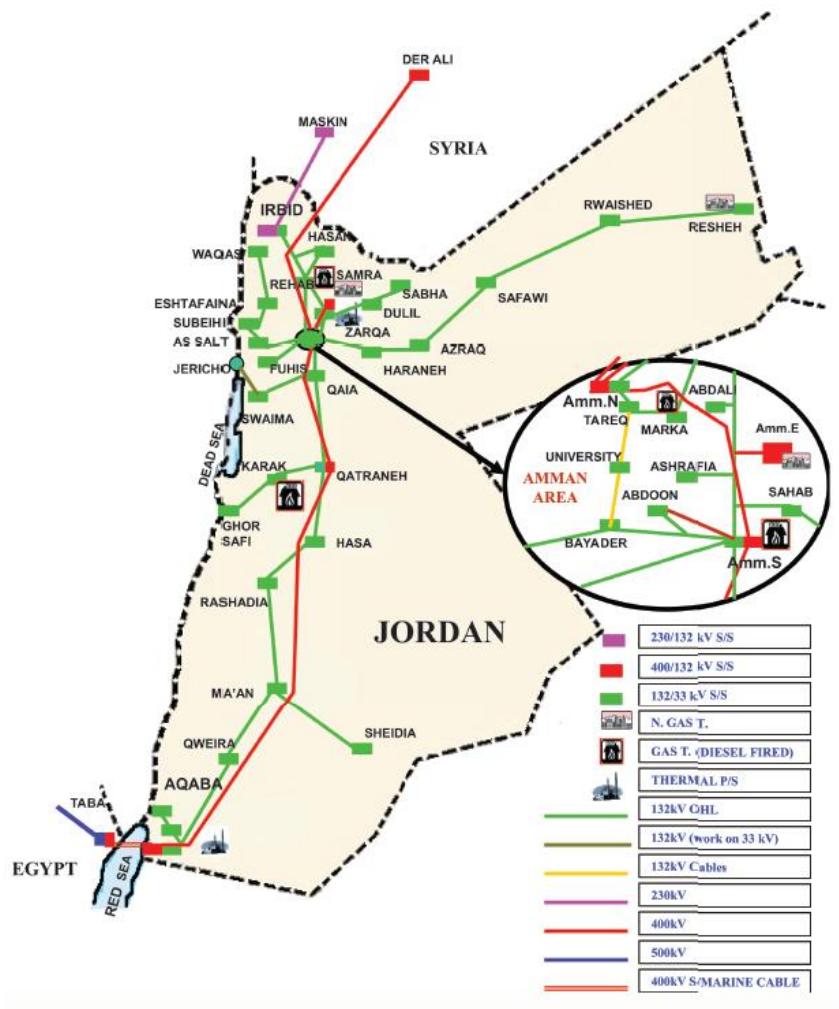 DER ALI
MASKIN
SYRIA
IRBID
RWAISHED
RESHEH
HASAN
WAQAS
REHAB
SAMRA
SABHA
SAFAWI
ESHTAFAINA
DULIL
SUBEIHI
ZARQA
AS SALT
AZRAQ
JERICHO
FUHIS
HARANEH
QAIA
SWAIMA
DEAD SEA
KARAK
QATRANEH
GHOR
SAFI
HASA
RASHADIA
JORDAN
MA'AN
SHEIDIA
QWEIRA
AQABA
TABA
EGYPT
RED SEA
Amm.N
ABDALI
TAREQ
MARKA
Amm.E
UNIVERSITY
ASHRAFIA
AMMAN
AREA
ABDOON
SAHAB
BAYADER
Amm.S
230/132 kV S/S
400/132 kV S/S
132/33 kV S/S
N. GAS T.
GAS T. (DIESEL FIRED)
THERMAL P/S
132kV OHL
132kV (work on 33 kV)
132kV Cables
230kV
400kV
500kV
400kV S/MARINE CABLE